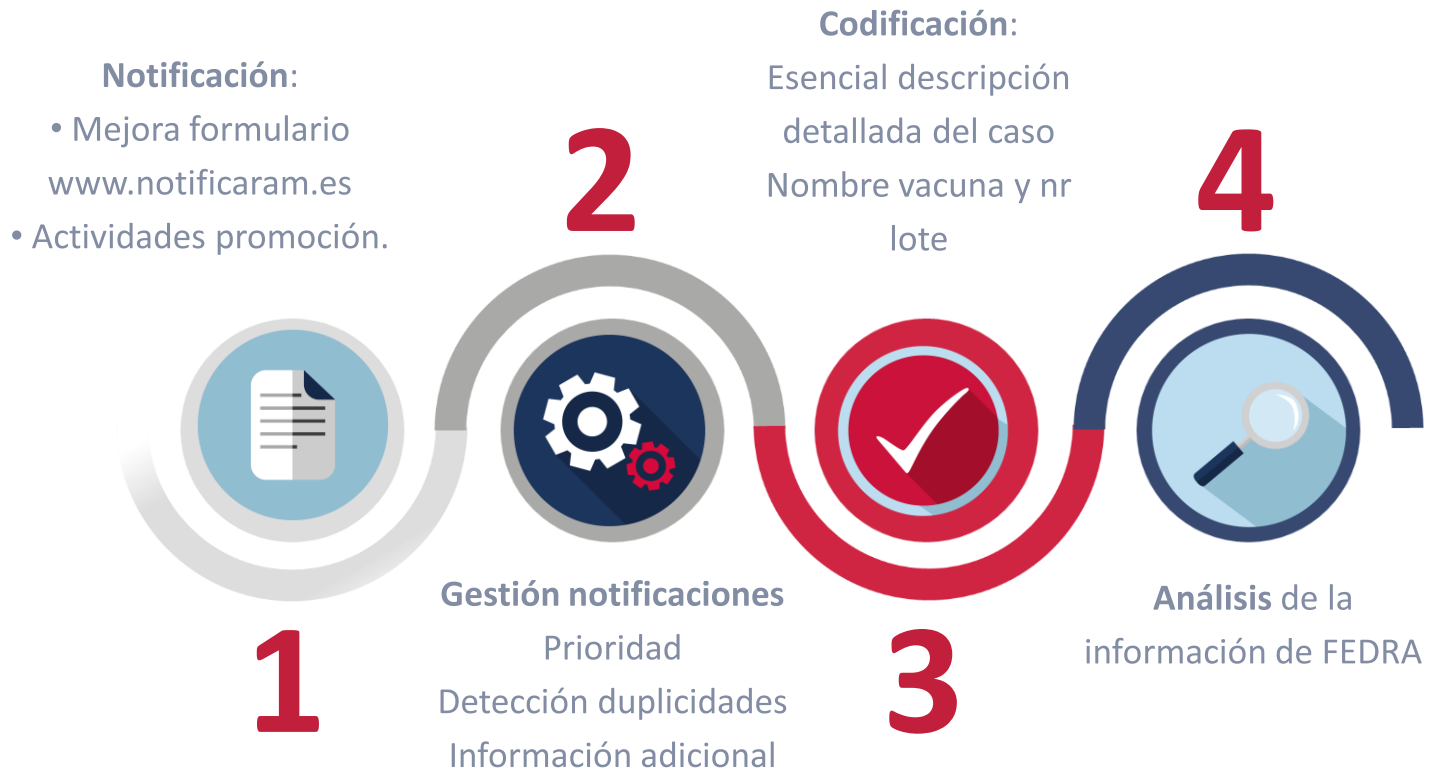 Notificación:
• Mejora formulario
www.notificaram.es
• Actividades promoción.
1
2
Gestión notificaciones
Prioridad
Detección duplicidades
Información adicional
Codificación:
Esencial descripción
detallada del caso
Nombre vacuna y nr
lote
3
4
Análisis de la
información de FEDRA